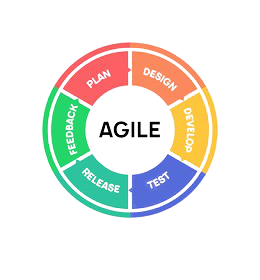 AGILE
PLAN
DESIGN
DEVELOP
TEST
RELEASE
FEEDBACK